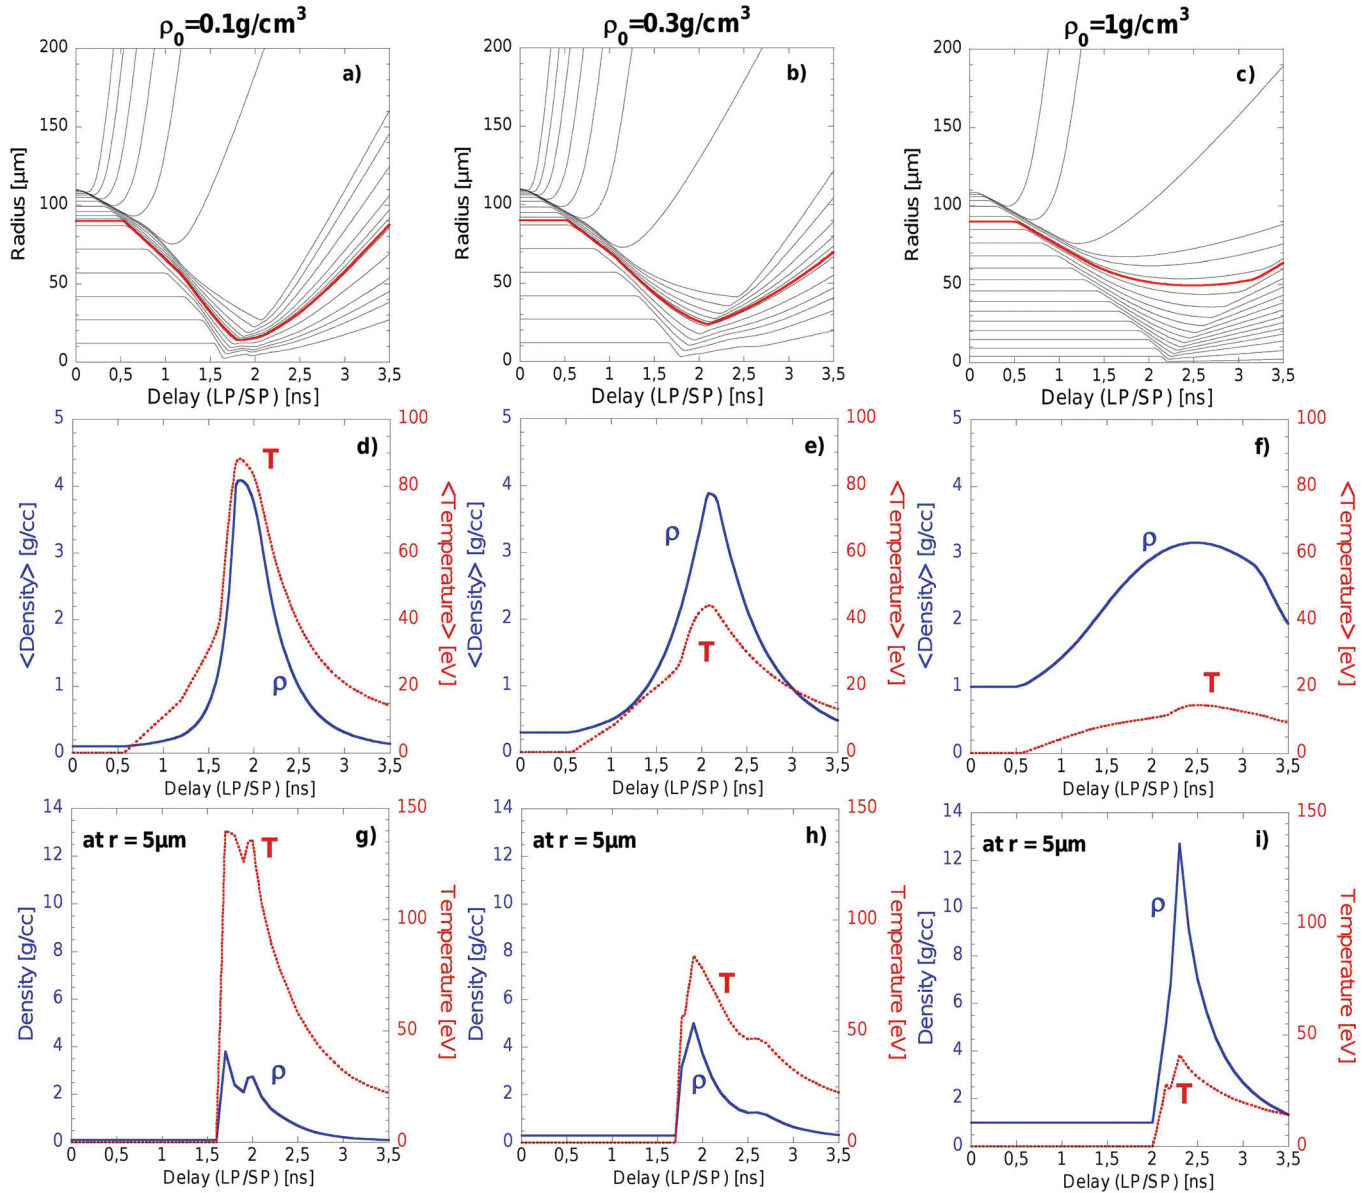 ρ₀=0.1g/cm³
ρ₀=0.3g/cm³
ρ₀=1g/cm³
200
150
100
50
0
Radius [µm]
a)
0 0,5 1 1,5 2 2,5 3 3,5
Delay (LP/SP) [ns]
200
150
100
50
0
Radius [µm]
b)
0 0,5 1 1,5 2 2,5 3 3,5
Delay (LP/SP) [ns]
200
150
100
50
0
Radius [µm]
c)
0 0,5 1 1,5 2 2,5 3 3,5
Delay (LP/SP) [ns]
5
4
3
2
1
0
<Density> [g/cc]
d)
T
ρ
100
80
60
40
20
0
<Temperature> [eV]
0 0,5 1 1,5 2 2,5 3 3,5
Delay (LP/SP) [ns]
5
4
3
2
1
0
<Density> [g/cc]
e)
ρ
T
100
80
60
40
20
0
<Temperature> [eV]
0 0,5 1 1,5 2 2,5 3 3,5
Delay (LP/SP) [ns]
5
4
3
2
1
0
<Density> [g/cc]
f)
ρ
T
100
80
60
40
20
0
<Temperature> [eV]
0 0,5 1 1,5 2 2,5 3 3,5
Delay (LP/SP) [ns]
14
12
10
8
6
4
2
0
Density [g/cc]
at r = 5µm
g)
T
ρ
150
100
50
0
Temperature [eV]
0 0,5 1 1,5 2 2,5 3 3,5
Delay (LP/SP) [ns]
14
12
10
8
6
4
2
0
Density [g/cc]
at r = 5µm
h)
T
ρ
150
100
50
0
Temperature [eV]
0 0,5 1 1,5 2 2,5 3 3,5
Delay (LP/SP) [ns]
14
12
10
8
6
4
2
0
Density [g/cc]
at r = 5µm
i)
ρ
T
150
100
50
0
Temperature [eV]
0 0,5 1 1,5 2 2,5 3 3,5
Delay (LP/SP) [ns]